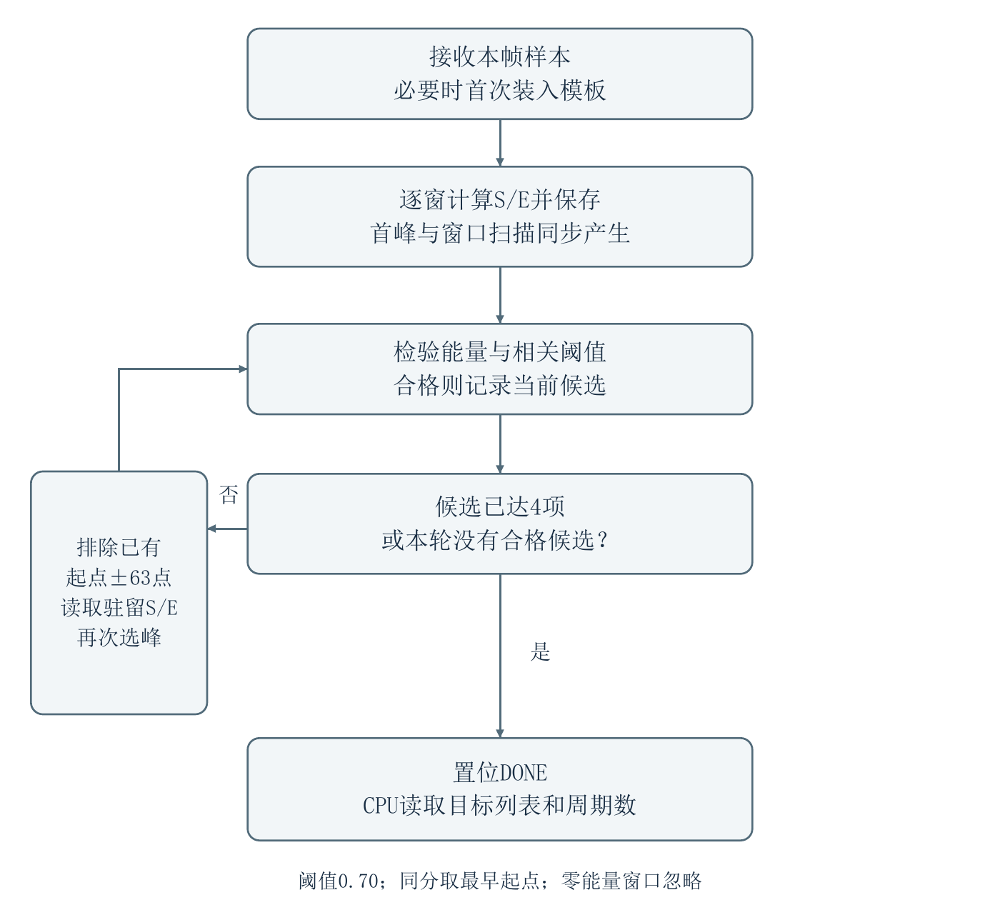 接收本帧样本
必要时首次装入模板
逐窗计算S/E并保存
首峰与窗口扫描同步产生
检验能量与相关阈值
合格则记录当前候选
候选已达4项
或本轮没有合格候选？
否
排除已有
起点±63点
读取驻留S/E
再次选峰
是
置位DONE
CPU读取目标列表和周期数
阈值0.70；同分取最早起点；零能量窗口忽略